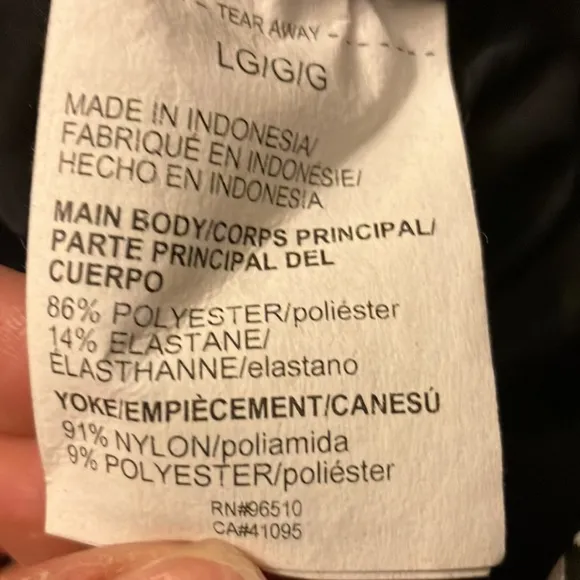 - TEAR AWAY -
LG/G/G
MADE IN INDONESIA/
FABRIQUÉ EN INDONÉSIE/
HECHO EN INDONESIA
MAIN BODY/CORPS PRINCIPAL/
PARTE PRINCIPAL DEL
CUERPO
86% POLYESTER/poliéster
14% ELASTANE/
ÉLASTHANNE/elastano
YOKE/EMPIÈCEMENT/CANESÚ
91% NYLON/poliamida
9% POLYESTER/poliéster
RN#96510
CA#41095